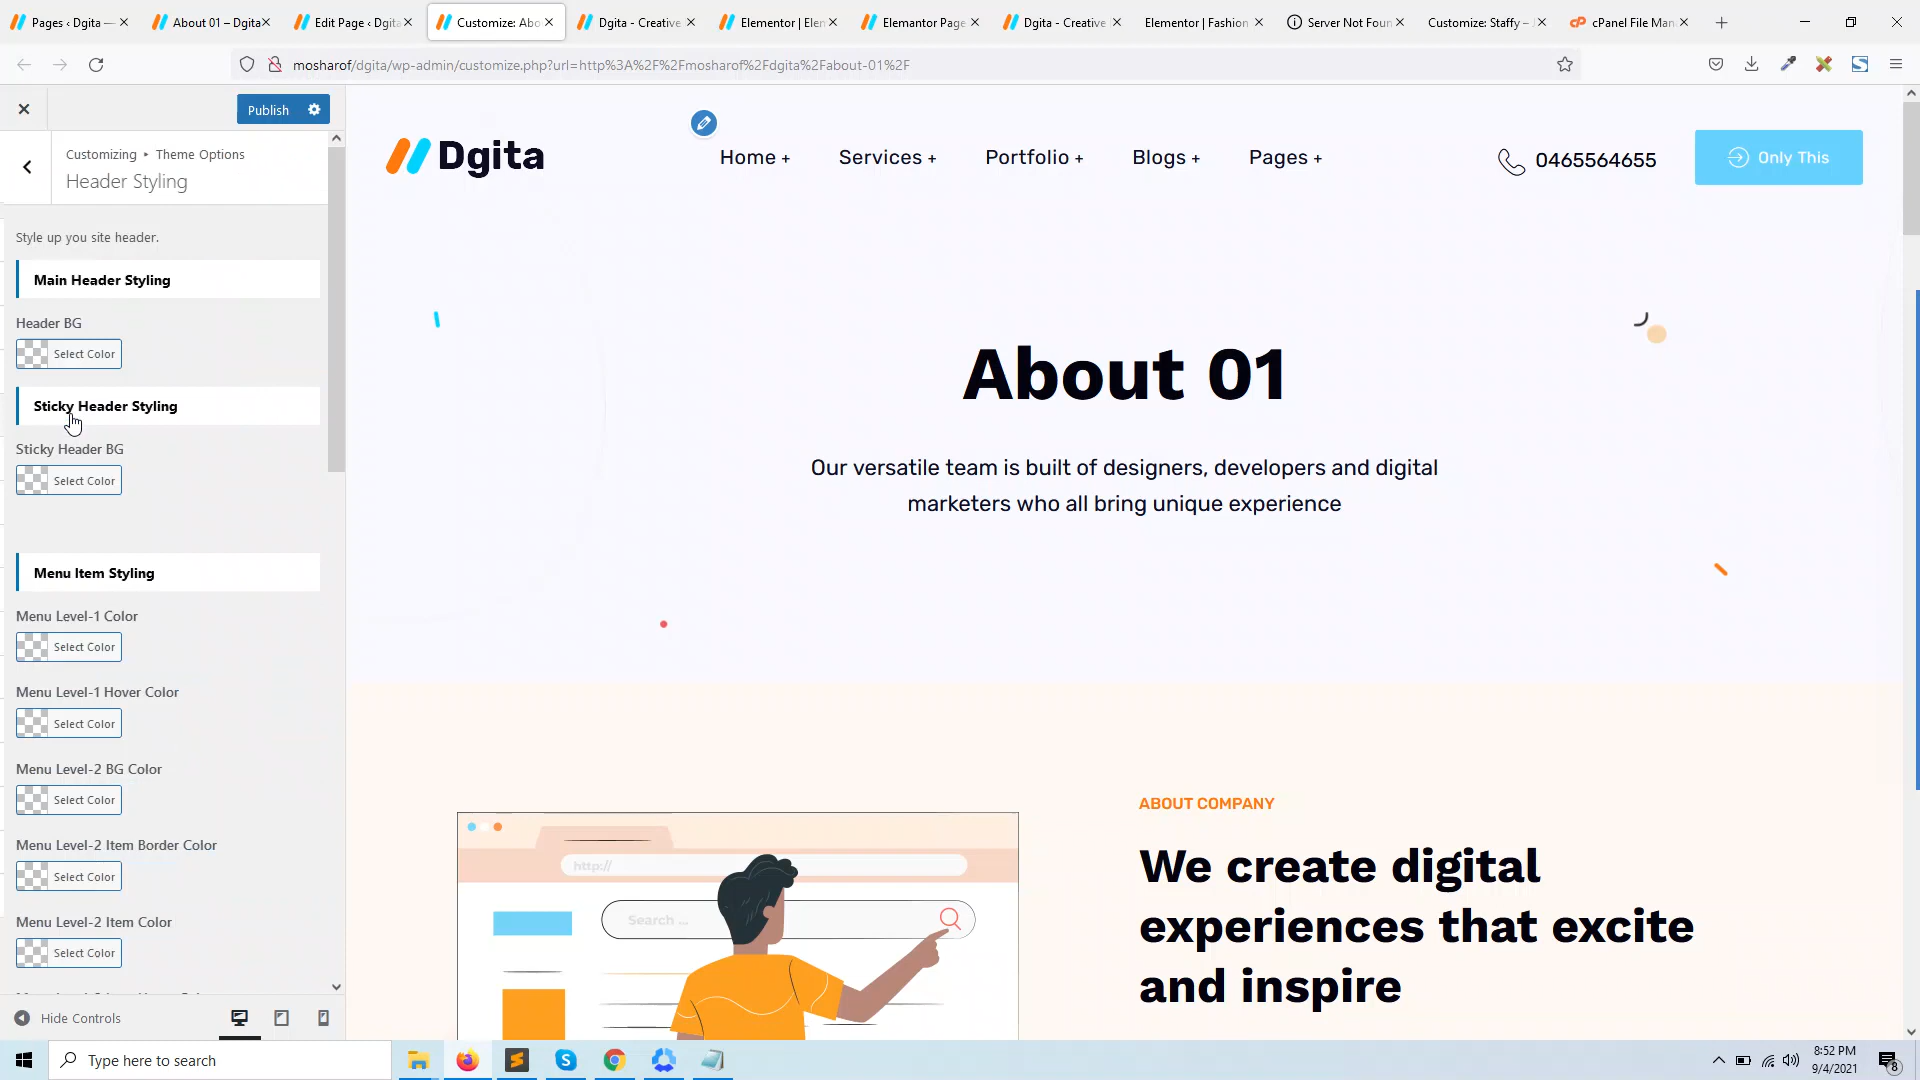 Pages ‹ Dgita —
About 01 – Dgita
Edit Page ‹ Dgita
Customize: Abo
Dgita - Creative
Elementor | Ele
Elemantor Page
Dgita - Creative
Elementor | Fashion
Server Not Foun
Customize: Staffy –
cPanel File Man
mosharof/dgita/wp-admin/customize.php?url=http%3A%2F%2Fmosharof%2Fdgita%2Fabout-01%2F
Publish
Customizing ▸ Theme Options
Header Styling
Style up you site header.
Main Header Styling
Header BG
Select Color
Sticky Header Styling
Sticky Header BG
Select Color
Menu Item Styling
Menu Level-1 Color
Select Color
Menu Level-1 Hover Color
Select Color
Menu Level-2 BG Color
Select Color
Menu Level-2 Item Border Color
Select Color
Menu Level-2 Item Color
Select Color
Hide Controls
Dgita
Home +
Services +
Portfolio +
Blogs +
Pages +
0465564655
Only This
About 01
Our versatile team is built of designers, developers and digital
marketers who all bring unique experience
http://
Search ...
ABOUT COMPANY
We create digital
experiences that excite
and inspire
Type here to search
8:52 PM
9/4/2021
8